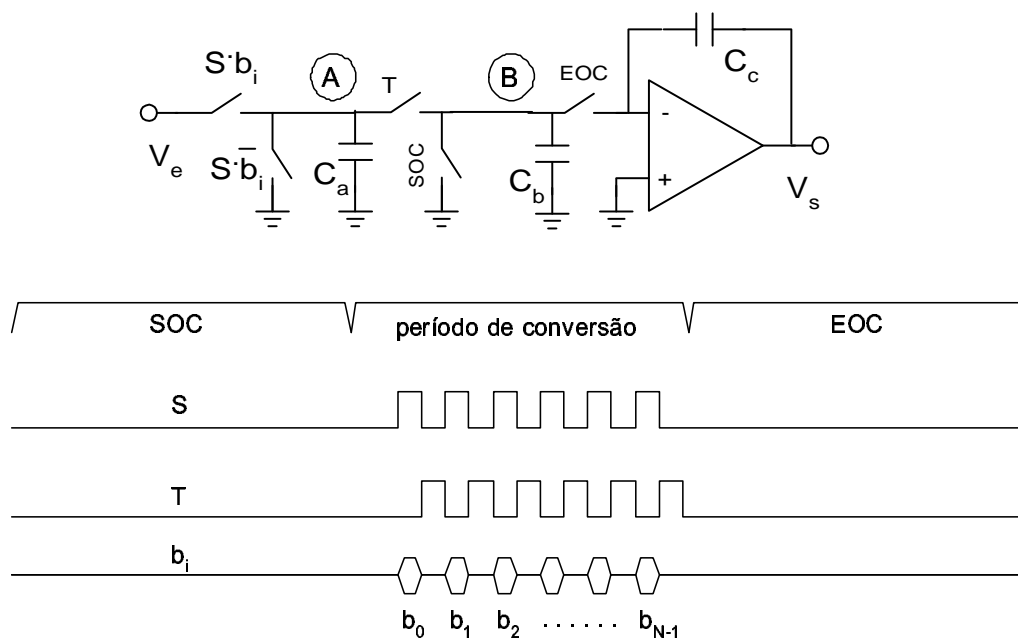 S·b_i
A
T
B
EOC
C_c
V_e
S·b̅_i
C_a
SOC
C_b
-
+
V_s
SOC
período de conversão
EOC
S
T
b_i
b_0 b_1 b_2 . . . . . . b_{N-1}